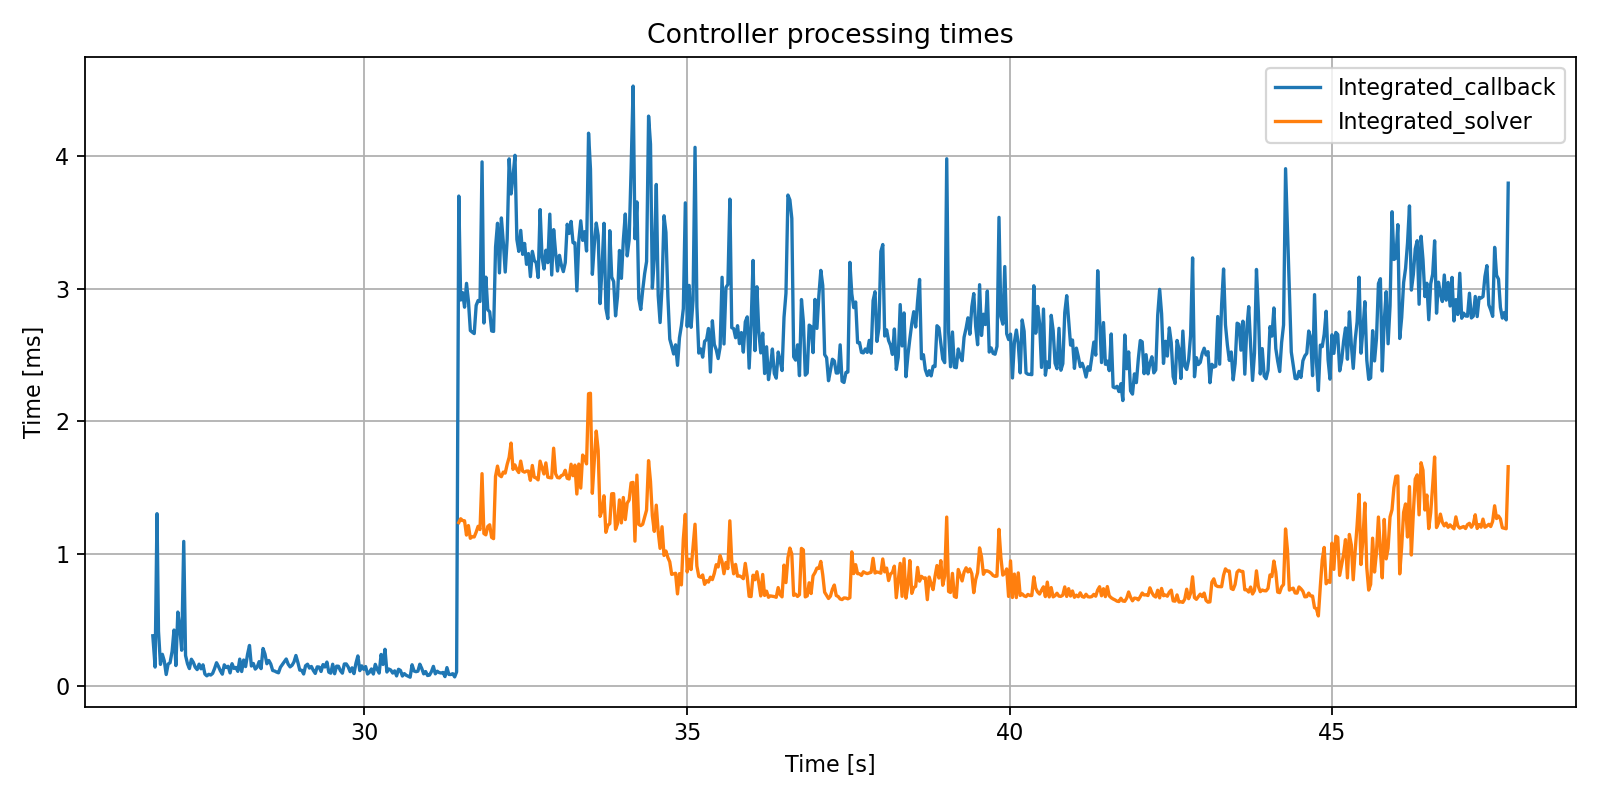 Controller processing times
Integrated_callback
Integrated_solver
Time [ms]
4
3
2
1
0
30
35
40
45
Time [s]